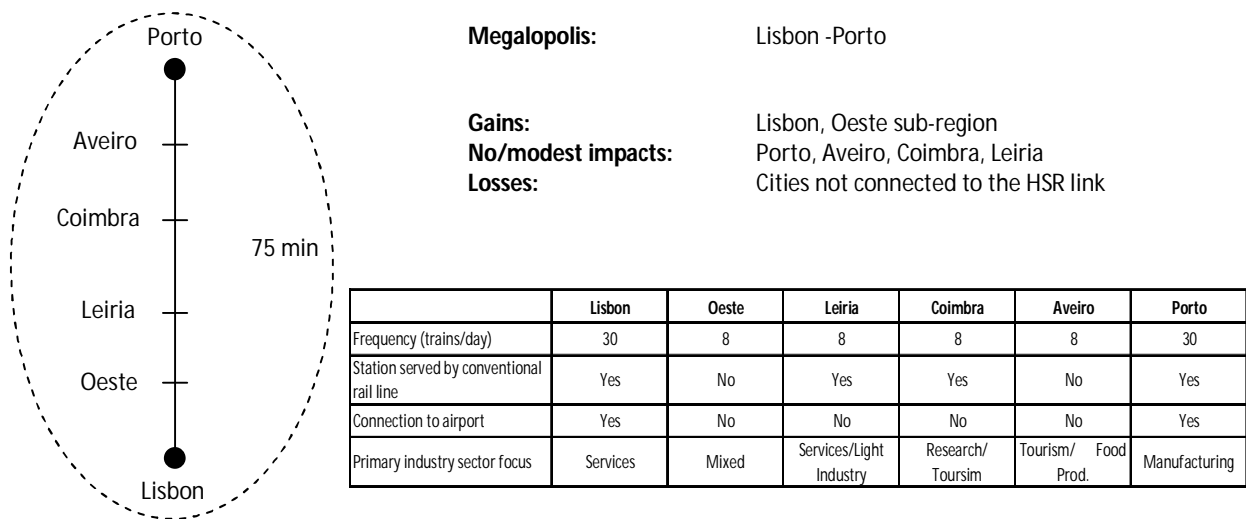 Porto
Aveiro
Coimbra
75 min
Leiria
Oeste
Lisbon
Megalopolis: Lisbon -Porto
Gains: Lisbon, Oeste sub-region
No/modest impacts: Porto, Aveiro, Coimbra, Leiria
Losses: Cities not connected to the HSR link
Lisbon Oeste Leiria Coimbra Aveiro Porto
Frequency (trains/day) 30 8 8 8 8 30
Station served by conventional
rail line Yes No Yes Yes No Yes
Connection to airport Yes No No No No Yes
Primary industry sector focus Services Mixed Services/Light
Industry Research/
Toursim Tourism/ Food
Prod. Manufacturing